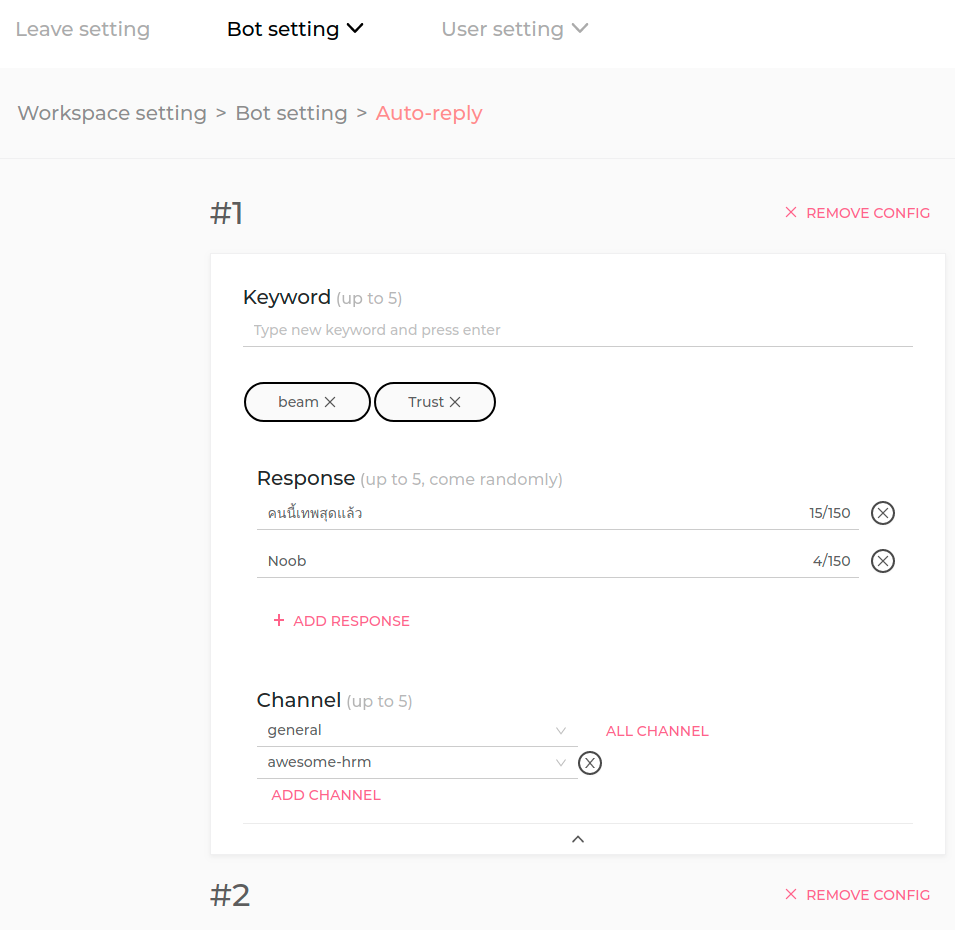 Leave setting Bot setting User setting
Workspace setting > Bot setting > Auto-reply
#1 REMOVE CONFIG
Keyword (up to 5)
Type new keyword and press enter
beam Trust
Response (up to 5, come randomly)
คนนี้เทพสุดแล้ว 15/150
Noob 4/150
+ ADD RESPONSE
Channel (up to 5)
general ALL CHANNEL
awesome-hrm
ADD CHANNEL
#2 REMOVE CONFIG